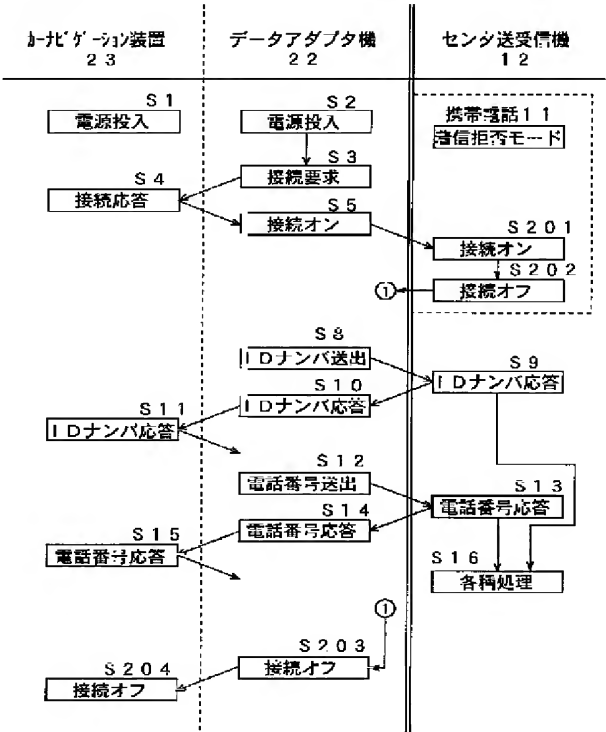 カーナビゲーション装置
23
データアダプタ機
22
センタ送受信機
12
S1
電源投入
S2
電源投入
携帯電話11
着信拒否モード
S3
接続要求
S4
接続応答
S5
接続オン
S201
接続オン
S202
接続オフ
①
S8
IDナンバ送出
S9
IDナンバ応答
S10
IDナンバ応答
S11
IDナンバ応答
S12
電話番号送出
S13
電話番号応答
S14
電話番号応答
S15
電話番号応答
S16
各種処理
①
S203
接続オフ
S204
接続オフ